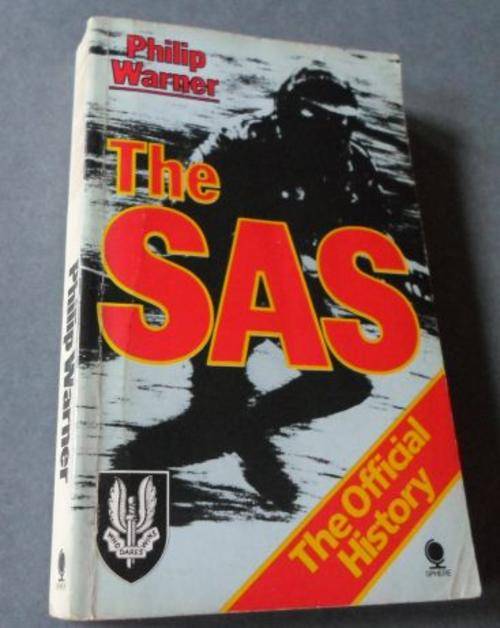 Philip
Warner
The
SAS
The Official
History
WHO DARES WINS
SPHERE
Philip Warner